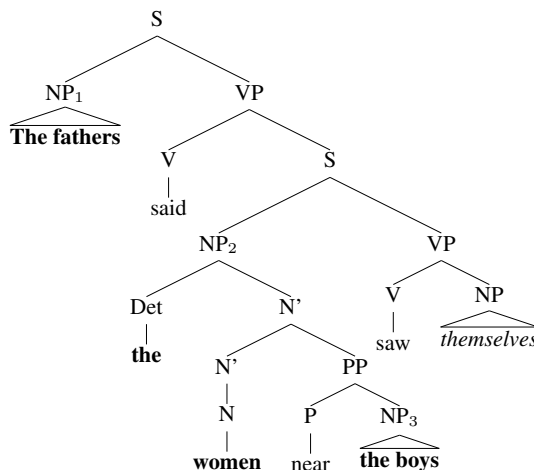 S
NP₁ VP
The fathers V S
said
NP₂ VP
Det N' V NP
the N' PP saw themselves
N P NP₃
women near the boys